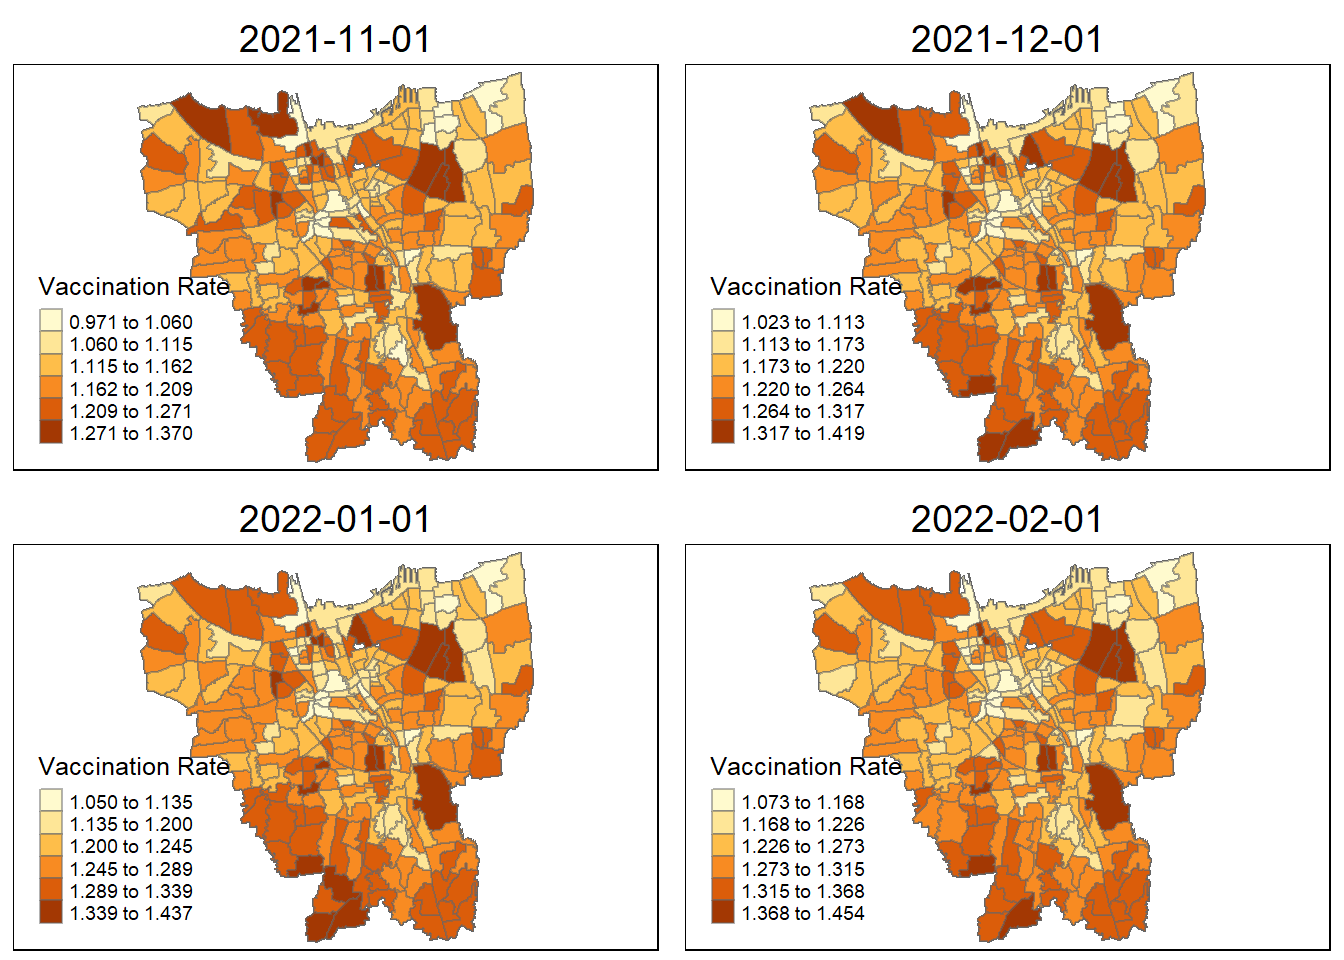 2021-11-01
Vaccination Rate
0.971 to 1.060
1.060 to 1.115
1.115 to 1.162
1.162 to 1.209
1.209 to 1.271
1.271 to 1.370
2021-12-01
Vaccination Rate
1.023 to 1.113
1.113 to 1.173
1.173 to 1.220
1.220 to 1.264
1.264 to 1.317
1.317 to 1.419
2022-01-01
Vaccination Rate
1.050 to 1.135
1.135 to 1.200
1.200 to 1.245
1.245 to 1.289
1.289 to 1.339
1.339 to 1.437
2022-02-01
Vaccination Rate
1.073 to 1.168
1.168 to 1.226
1.226 to 1.273
1.273 to 1.315
1.315 to 1.368
1.368 to 1.454